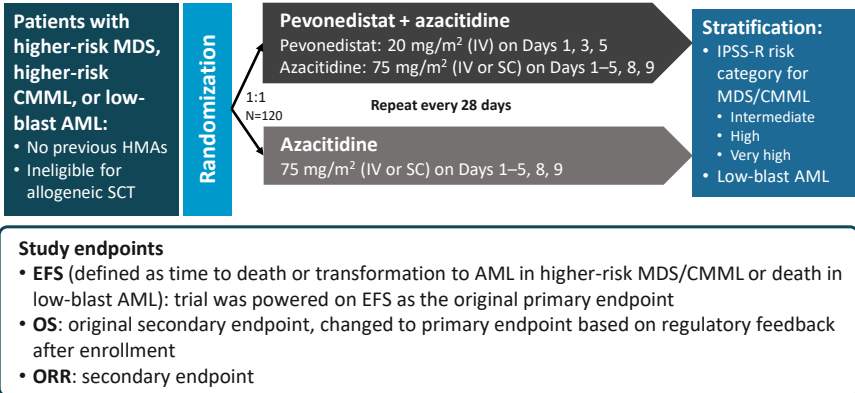 Patients with
higher-risk MDS,
higher-risk
CMML, or low-
blast AML:
• No previous HMAs
• Ineligible for
allogeneic SCT
Randomization
1:1
N=120
Pevonedistat + azacitidine
Pevonedistat: 20 mg/m² (IV) on Days 1, 3, 5
Azacitidine: 75 mg/m² (IV or SC) on Days 1–5, 8, 9
Repeat every 28 days
Azacitidine
75 mg/m² (IV or SC) on Days 1–5, 8, 9
Stratification:
• IPSS-R risk
category for
MDS/CMML
• Intermediate
• High
• Very high
• Low-blast AML
Study endpoints
• EFS (defined as time to death or transformation to AML in higher-risk MDS/CMML or death in
low-blast AML): trial was powered on EFS as the original primary endpoint
• OS: original secondary endpoint, changed to primary endpoint based on regulatory feedback
after enrollment
• ORR: secondary endpoint